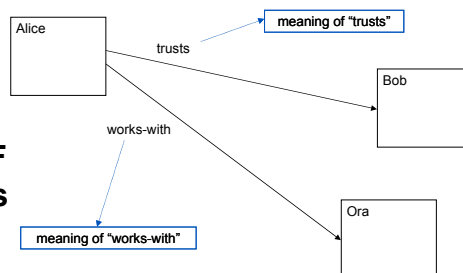 Alice
meaning of "trusts"
trusts
Bob
works-with
Ora
meaning of "works-with"